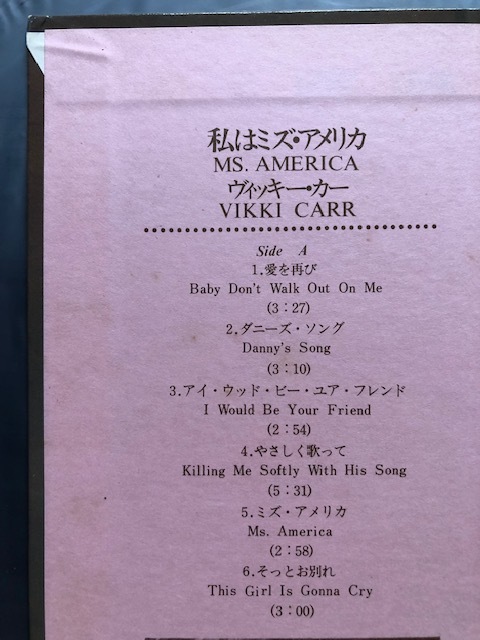 私はミズ・アメリカ
MS. AMERICA
ヴィッキー・カー
VIKKI CARR
Side A
1.愛を再び
Baby Don't Walk Out On Me
(3:27)
2.ダニーズ・ソング
Danny's Song
(3:10)
3.アイ・ウッド・ビー・ユア・フレンド
I Would Be Your Friend
(2:54)
4.やさしく歌って
Killing Me Softly With His Song
(5:31)
5.ミズ・アメリカ
Ms. America
(2:58)
6.そっとお別れ
This Girl Is Gonna Cry
(3:00)